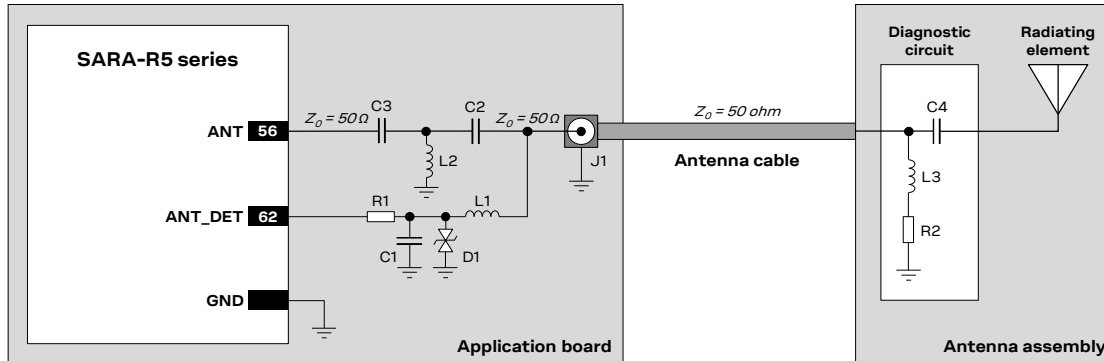 SARA-R5 series
ANT
56
Z0 = 50 Ω
C3
C2
Z0 = 50 Ω
L2
J1
ANT_DET
62
R1
L1
C1
D1
GND
Application board
Z0 = 50 ohm
Antenna cable
Diagnostic
circuit
Radiating
element
C4
L3
R2
Antenna assembly